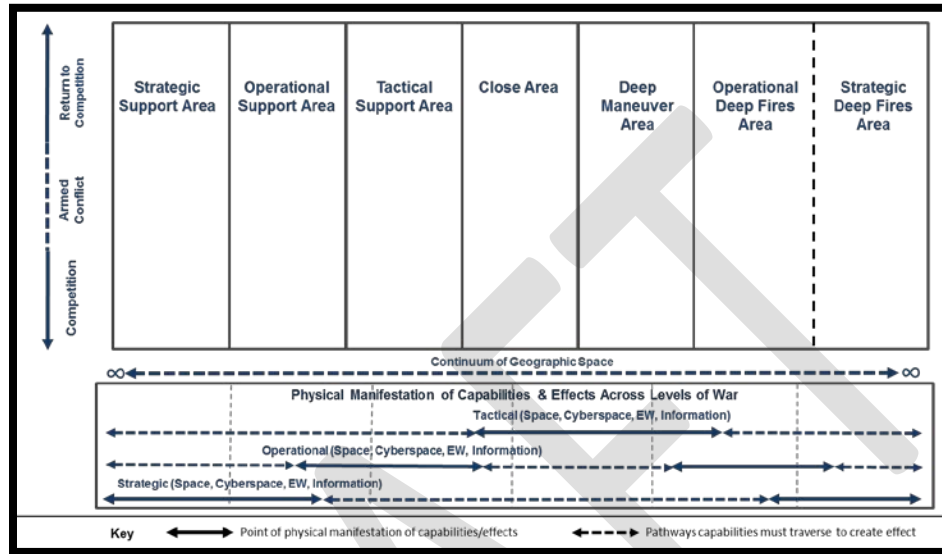 Return to
Competition
Armed
Conflict
Competition
Strategic
Support Area
Operational
Support Area
Tactical
Support Area
Close Area
Deep
Maneuver
Area
Operational
Deep Fires
Area
Strategic
Deep Fires
Area
Continuum of Geographic Space
∞ ∞
Physical Manifestation of Capabilities & Effects Across Levels of War
Tactical (Space, Cyberspace, EW, Information)
Operational (Space, Cyberspace, EW, Information)
Strategic (Space, Cyberspace, EW, Information)
Key Point of physical manifestation of capabilities/effects Pathways capabilities must traverse to create effect